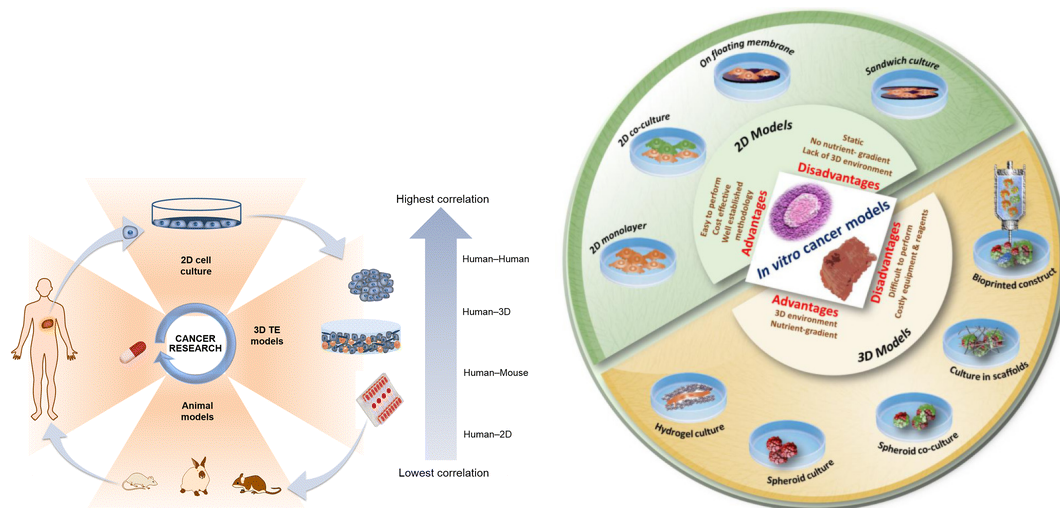 2D cell
culture
3D TE
models
CANCER
RESEARCH
Animal
models
Highest correlation
Human–Human
Human–3D
Human–Mouse
Human–2D
Lowest correlation
On floating membrane
Sandwich culture
2D co-culture
2D monolayer
2D Models
Static
No nutrient- gradient
Lack of 3D environment
Disadvantages
Easy to perform
Cost effective
Well established
methodology
Advantages
In vitro cancer models
Disadvantages
Difficult to perform
Costly equipment & reagents
Advantages
3D environment
Nutrient-gradient
3D Models
Bioprinted construct
Culture in scaffolds
Spheroid co-culture
Spheroid culture
Hydrogel culture